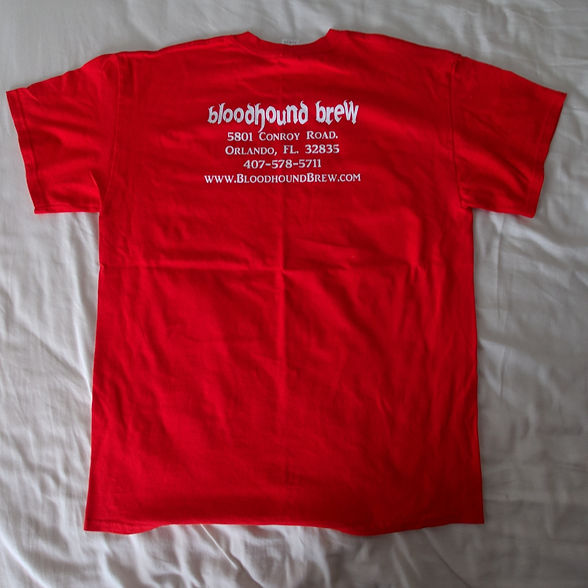 bloodhound brew
5801 Conroy Road.
Orlando, FL. 32835
407-578-5711
www.BloodhoundBrew.com